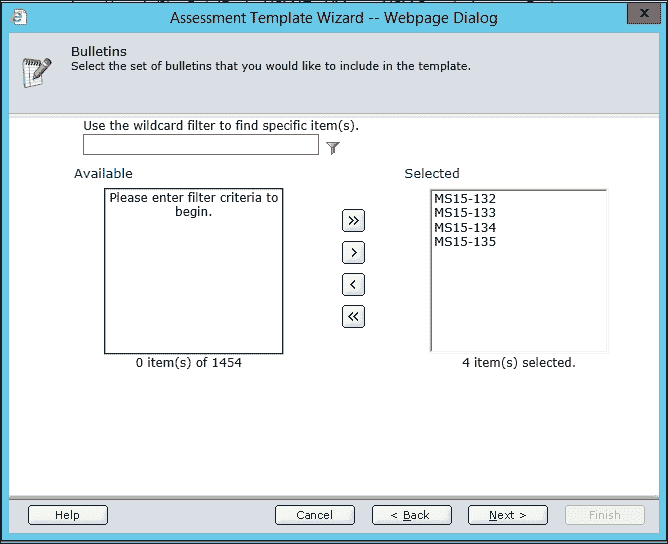 Assessment Template Wizard -- Webpage Dialog
x
Bulletins
Select the set of bulletins that you would like to include in the template.
Use the wildcard filter to find specific item(s).
Available
Selected
Please enter filter criteria to
begin.
MS15-132
MS15-133
MS15-134
MS15-135
>>
>
<
<<
0 item(s) of 1454
4 item(s) selected.
Help
Cancel
< Back
Next >
Finish